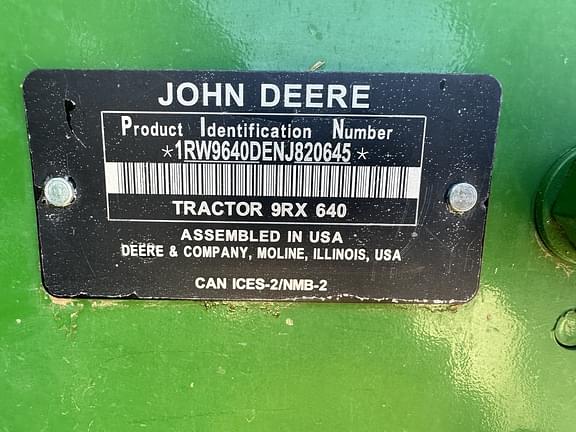 JOHN DEERE
Product Identification Number
*1RW9640DENJ820645*
TRACTOR 9RX 640
ASSEMBLED IN USA
DEERE & COMPANY, MOLINE, ILLINOIS, USA
CAN ICES-2/NMB-2